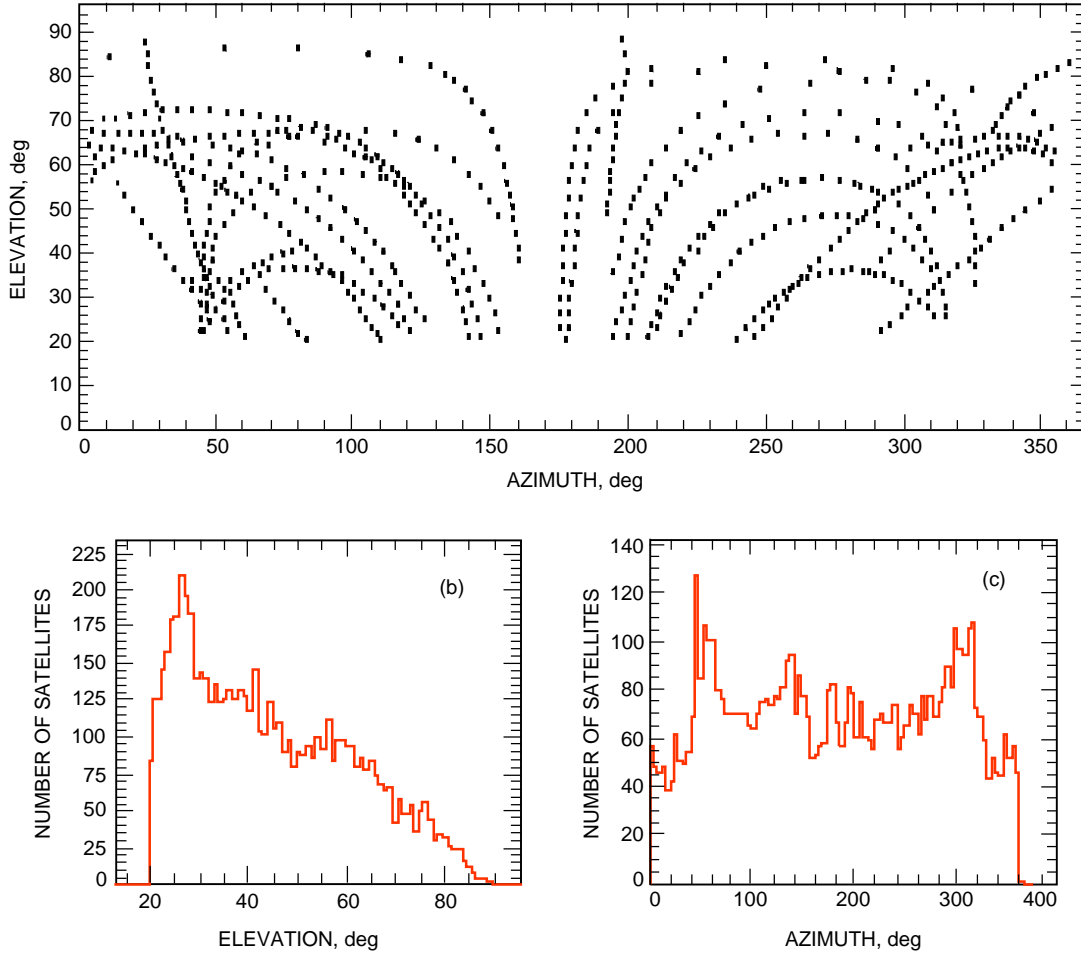 90
80
70
60
50
40
30
20
10
0
ELEVATION, deg
0 50 100 150 200 250 300 350
AZIMUTH, deg
225
200
175
150
125
100
75
50
25
0
NUMBER OF SATELLITES
(b)
20 40 60 80
ELEVATION, deg
140
120
100
80
60
40
20
0
NUMBER OF SATELLITES
(c)
0 100 200 300 400
AZIMUTH, deg